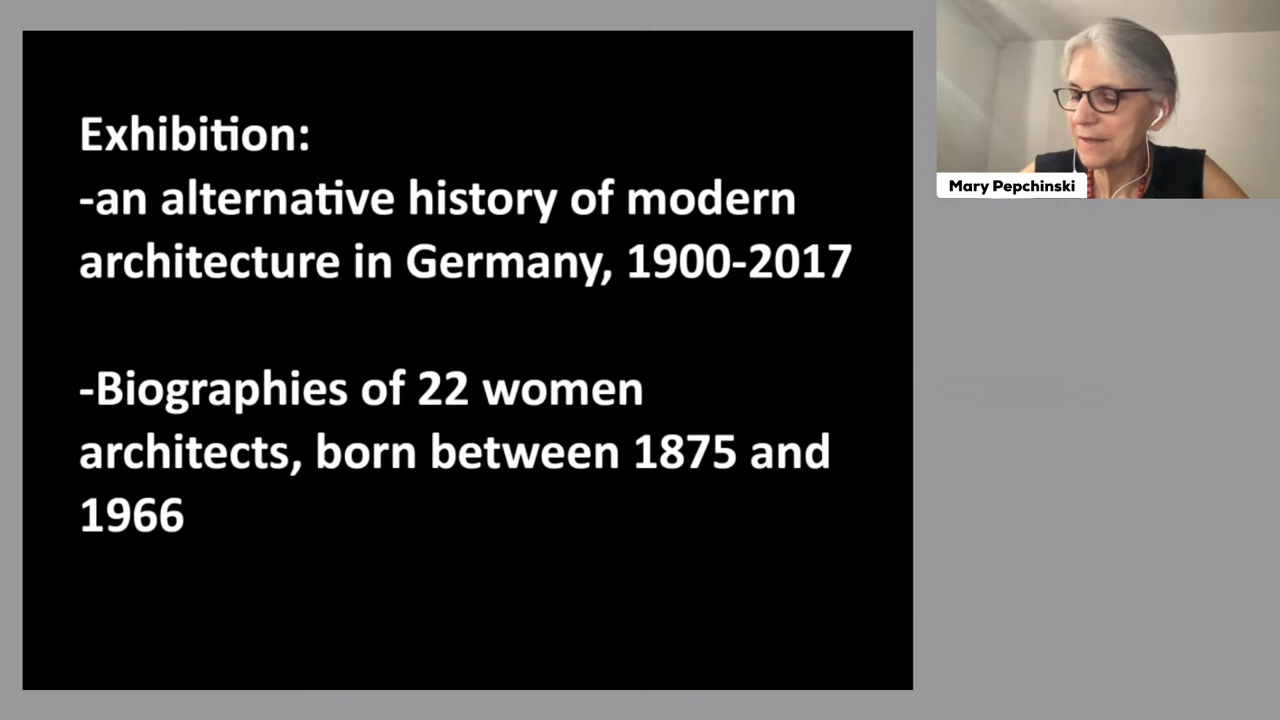 Exhibition:
-an alternative history of modern
architecture in Germany, 1900-2017
-Biographies of 22 women
architects, born between 1875 and
1966
Mary Pepchinski